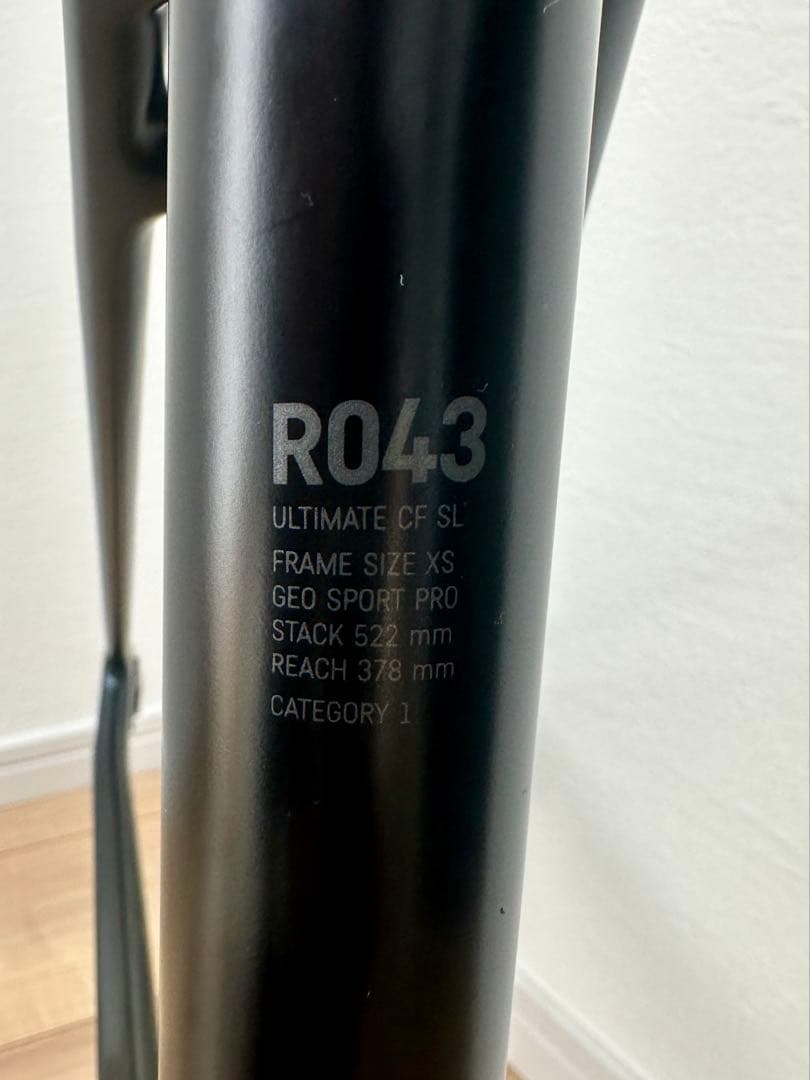 R043
ULTIMATE CF SL
FRAME SIZE XS
GEO SPORT PRO
STACK 522 mm
REACH 378 mm
CATEGORY 1